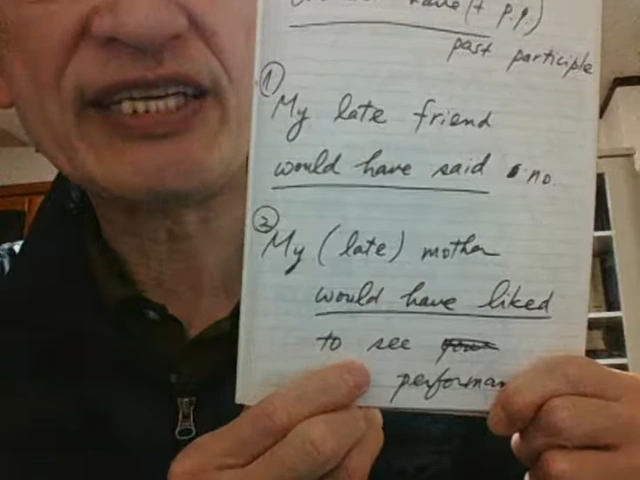 have (+ p.p.)
past participle
① My late friend
would have said no.
② My (late) mother
would have liked
to see